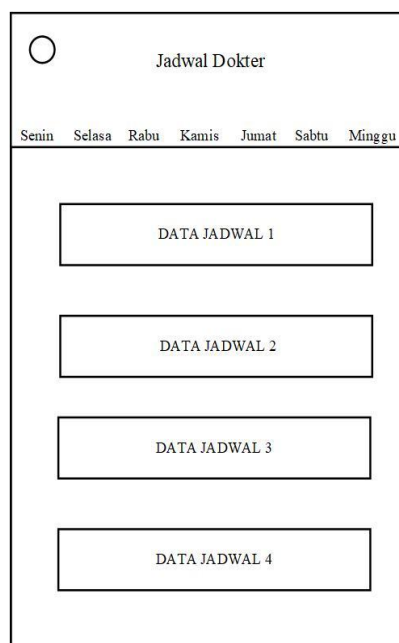 Jadwal Dokter
Senin Selasa Rabu Kamis Jumat Sabtu Minggu
DATA JADWAL 1
DATA JADWAL 2
DATA JADWAL 3
DATA JADWAL 4